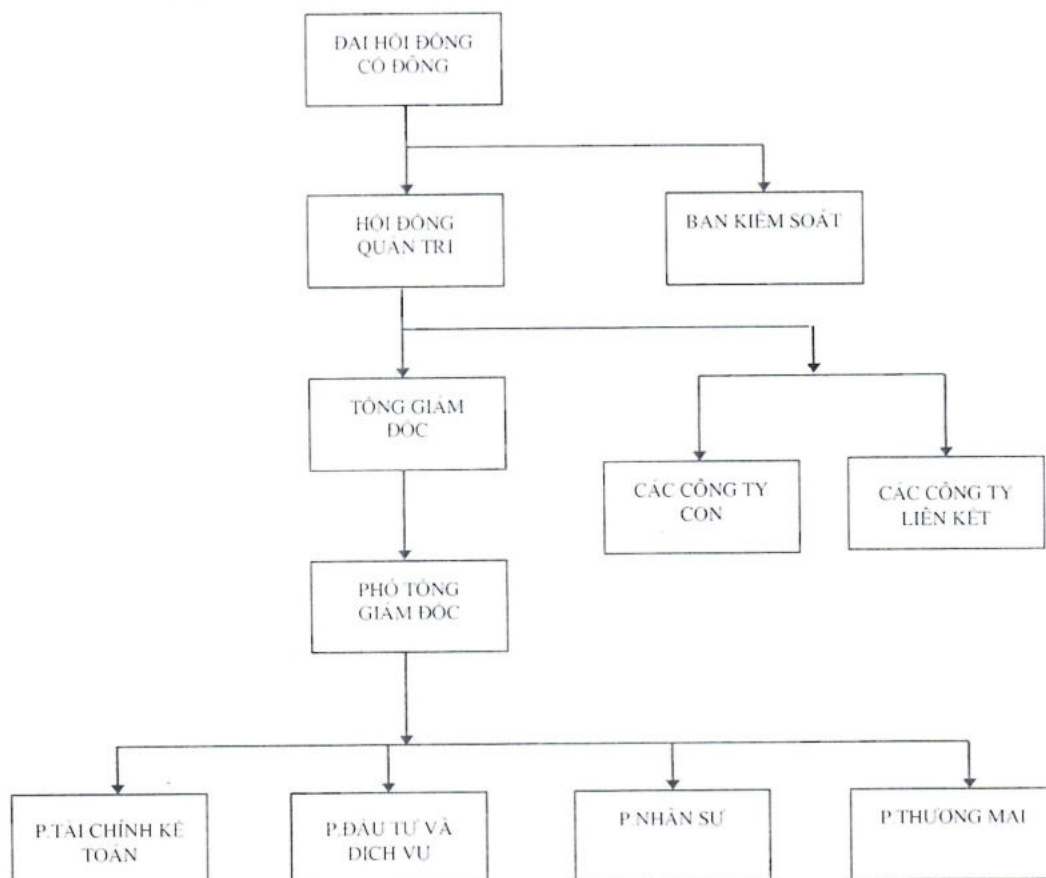 ĐẠI HỘI ĐỒNG
CỔ ĐÔNG
HỘI ĐỒNG
QUẢN TRỊ
BAN KIỂM SOÁT
TỔNG GIÁM
ĐỐC
CÁC CÔNG TY
CON
CÁC CÔNG TY
LIÊN KẾT
PHÓ TỔNG
GIÁM ĐỐC
P.TÀI CHÍNH KẾ
TOÁN
P.ĐẦU TƯ VÀ
DỊCH VỤ
P.NHÂN SỰ
P.THƯƠNG MẠI